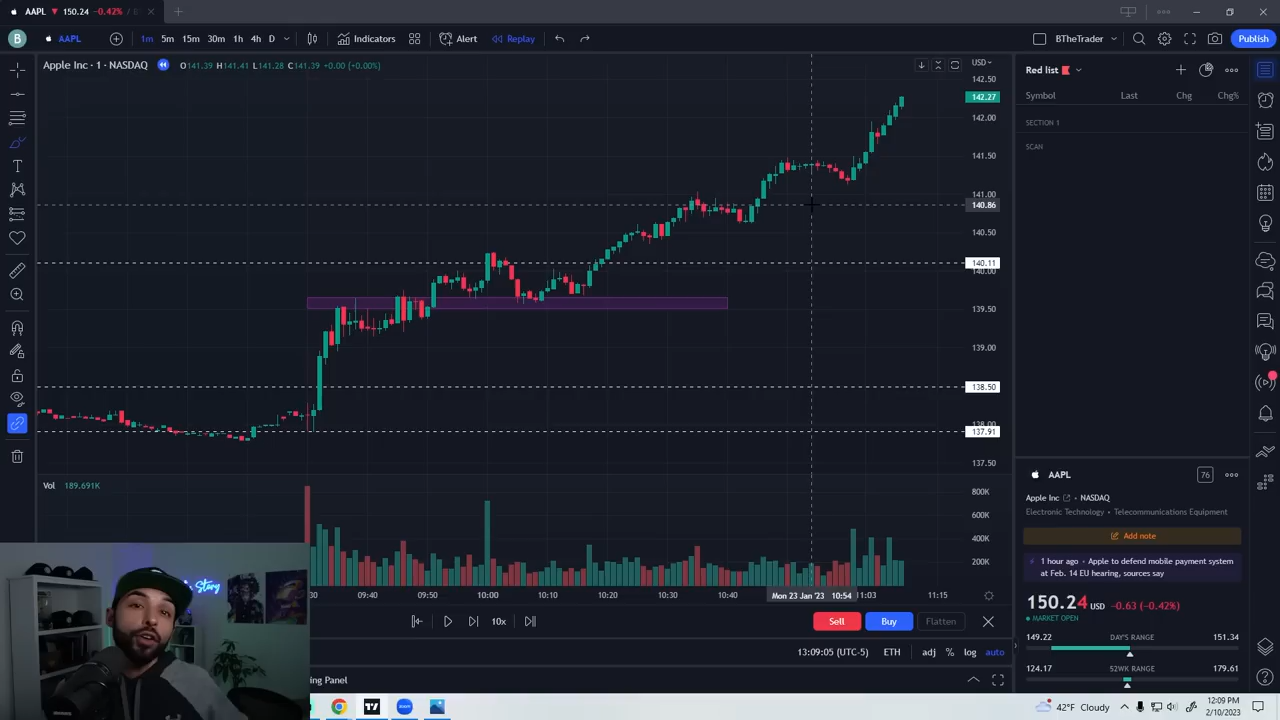 AAPL ▼ 150.24 -0.42% /
B AAPL 1m 5m 15m 30m 1h 4h D Indicators Alert Replay BTheTrader Publish
Apple Inc · 1 · NASDAQ O141.39 H141.41 L141.28 C141.39 +0.00 (+0.00%)
USD
142.50
142.27
142.00
141.50
141.00
140.86
140.50
140.11
140.00
139.50
139.00
138.50
138.00
137.91
137.50
Vol 189.691K
800K
600K
400K
200K
:30 09:40 09:50 10:00 10:10 10:20 10:30 10:40 Mon 23 Jan '23 10:54 11:03 11:15
10x Sell Buy Flatten
13:09:05 (UTC-5) ETH adj % log auto
ing Panel
Story
Red list
Symbol Last Chg Chg%
SECTION 1
SCAN
AAPL 76
Apple Inc · NASDAQ
Electronic Technology · Telecommunications Equipment
Add note
1 hour ago · Apple to defend mobile payment system
at Feb. 14 EU hearing, sources say
150.24 USD -0.63 (-0.42%)
MARKET OPEN
149.22 DAY'S RANGE 151.34
124.17 52WK RANGE 179.61
42°F Cloudy
12:09 PM
2/10/2023